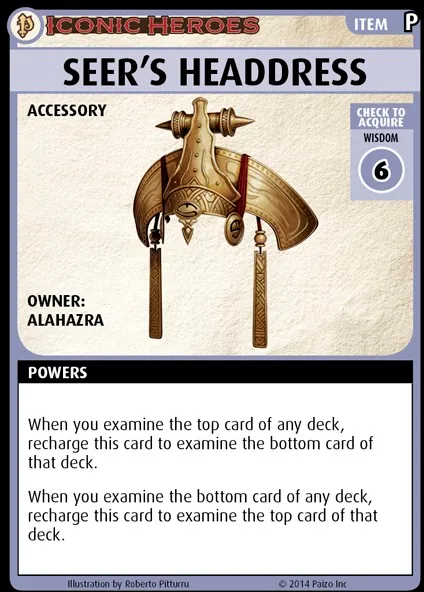 ICONIC HEROES
ITEM
P
SEER'S HEADDRESS
ACCESSORY
CHECK TO
ACQUIRE
WISDOM
6
OWNER:
ALAHAZRA
POWERS
When you examine the top card of any deck,
recharge this card to examine the bottom card of
that deck.
When you examine the bottom card of any deck,
recharge this card to examine the top card of that
deck.
Illustration by Roberto Pitturru
© 2014 Paizo Inc